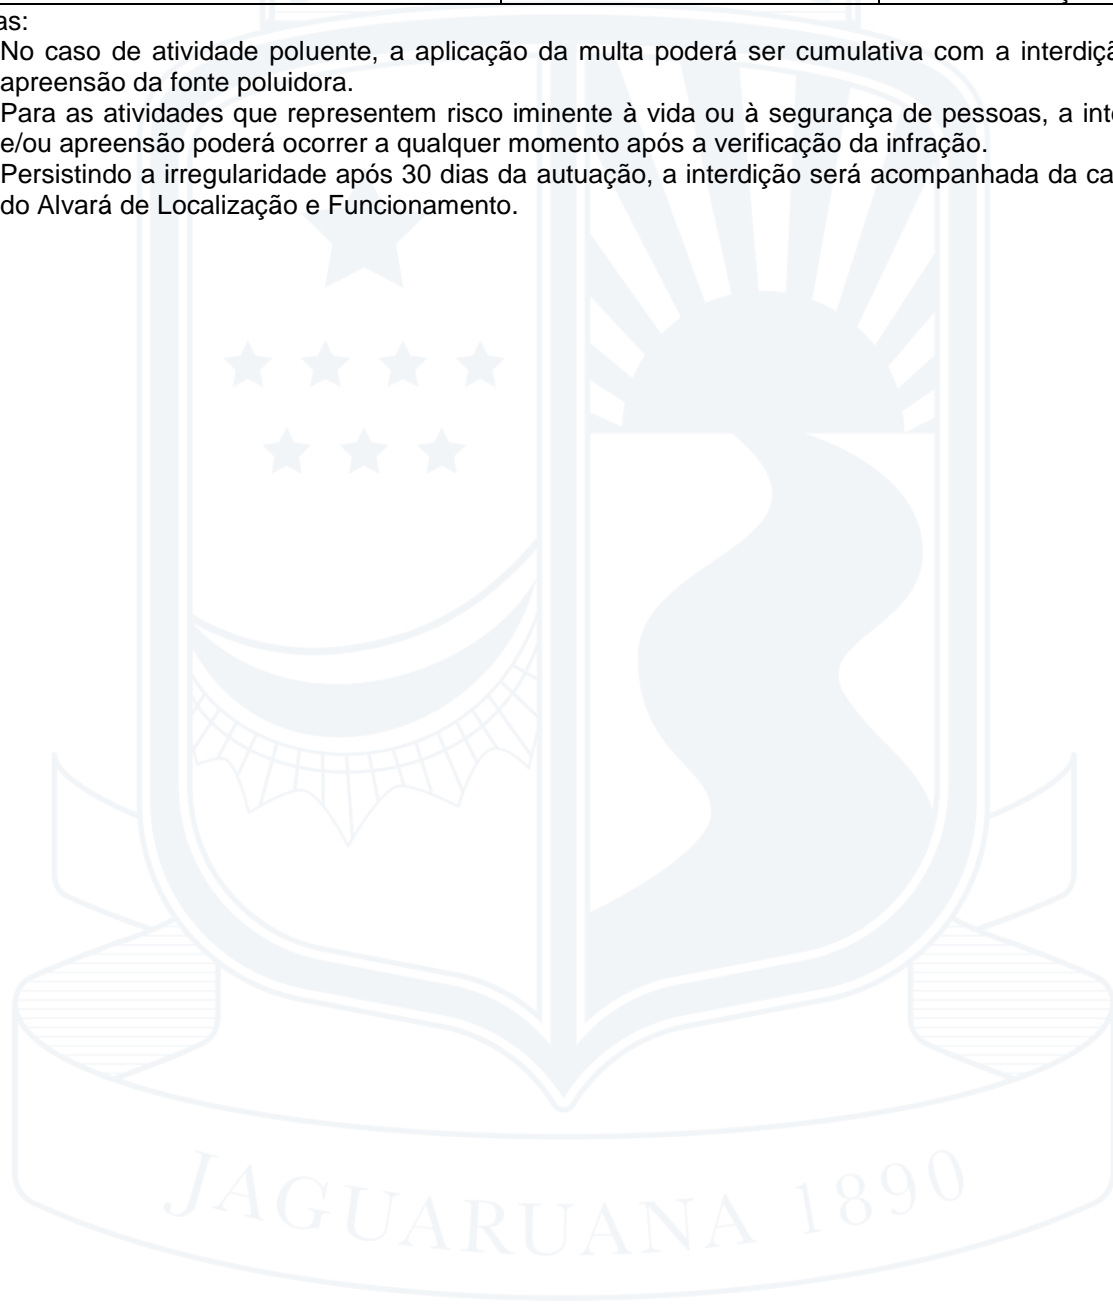 as:
No caso de atividade poluente, a aplicação da multa poderá ser cumulativa com a
apreensão da fonte poluidora.
Para as atividades que representem risco iminente à vida ou à segurança de pessoas, a
e/ou apreensão poderá ocorrer a qualquer momento após a verificação da infração.
Persistindo a irregularidade após 30 dias da autuação, a interdição será acompanhada da
do Alvará de Localização e Funcionamento.
JAGUARUANA 1890